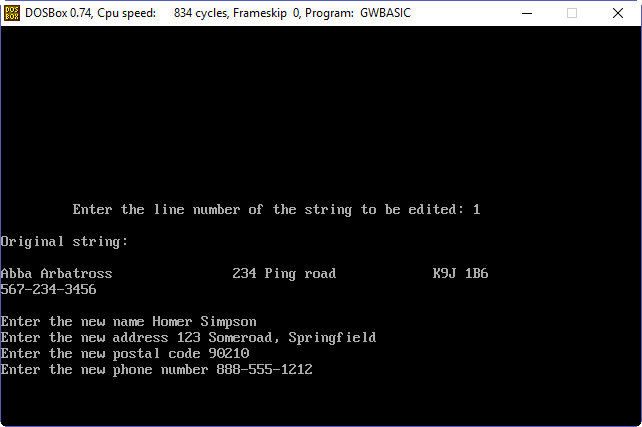 DOSBox 0.74, Cpu speed: 834 cycles, Frameskip 0, Program: GWBASIC
Enter the line number of the string to be edited: 1
Original string:
Abba Arbatross 234 Ping road K9J 1B6
567-234-3456
Enter the new name Homer Simpson
Enter the new address 123 Someroad, Springfield
Enter the new postal code 90210
Enter the new phone number 888-555-1212